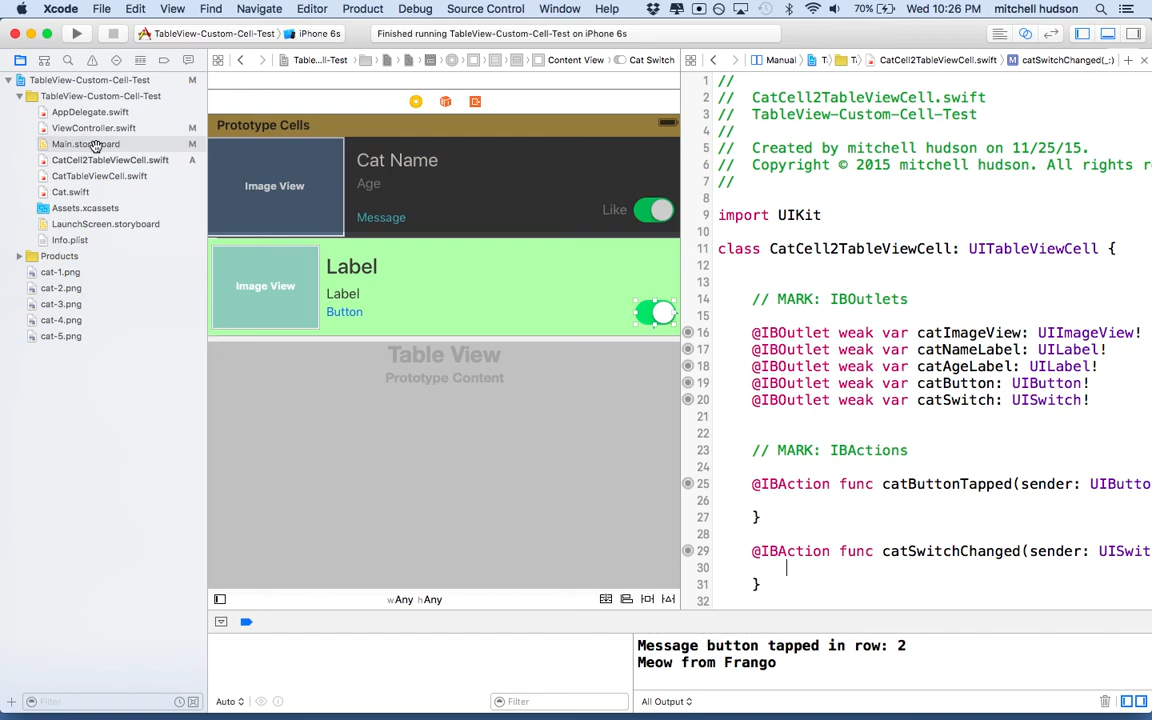 Xcode File Edit View Find Navigate Editor Product Debug Source Control Window Help 70% Wed 10:26 PM mitchell hudson
TableView-Custom-Cell-Test iPhone 6s Finished running TableView-Custom-Cell-Test on iPhone 6s
Table...ll-Test Content View Cat Switch Manual CatCell2TableViewCell.swift M catSwitchChanged(_:)
TableView-Custom-Cell-Test
TableView-Custom-Cell-Test
AppDelegate.swift
ViewController.swift M
Main.storyboard M
CatCell2TableViewCell.swift A
CatTableViewCell.swift
Cat.swift
Assets.xcassets
LaunchScreen.storyboard
Info.plist
Products
cat-1.png
cat-2.png
cat-3.png
cat-4.png
cat-5.png
Filter
Prototype Cells
Image View
Cat Name
Age
Message
Like
Image View
Label
Label
Button
Table View
Prototype Content
wAny hAny
1 //
2 // CatCell2TableViewCell.swift
3 // TableView-Custom-Cell-Test
4 //
5 // Created by mitchell hudson on 11/25/15.
6 // Copyright © 2015 mitchell hudson. All rights re
7 //
8
9 import UIKit
10
11 class CatCell2TableViewCell: UITableViewCell {
12
13
14 // MARK: IBOutlets
15
16 @IBOutlet weak var catImageView: UIImageView!
17 @IBOutlet weak var catNameLabel: UILabel!
18 @IBOutlet weak var catAgeLabel: UILabel!
19 @IBOutlet weak var catButton: UIButton!
20 @IBOutlet weak var catSwitch: UISwitch!
21
22
23 // MARK: IBActions
24
25 @IBAction func catButtonTapped(sender: UIButto
26
27 }
28
29 @IBAction func catSwitchChanged(sender: UISwit
30
31 }
32
Auto Filter
Message button tapped in row: 2
Meow from Frango
All Output